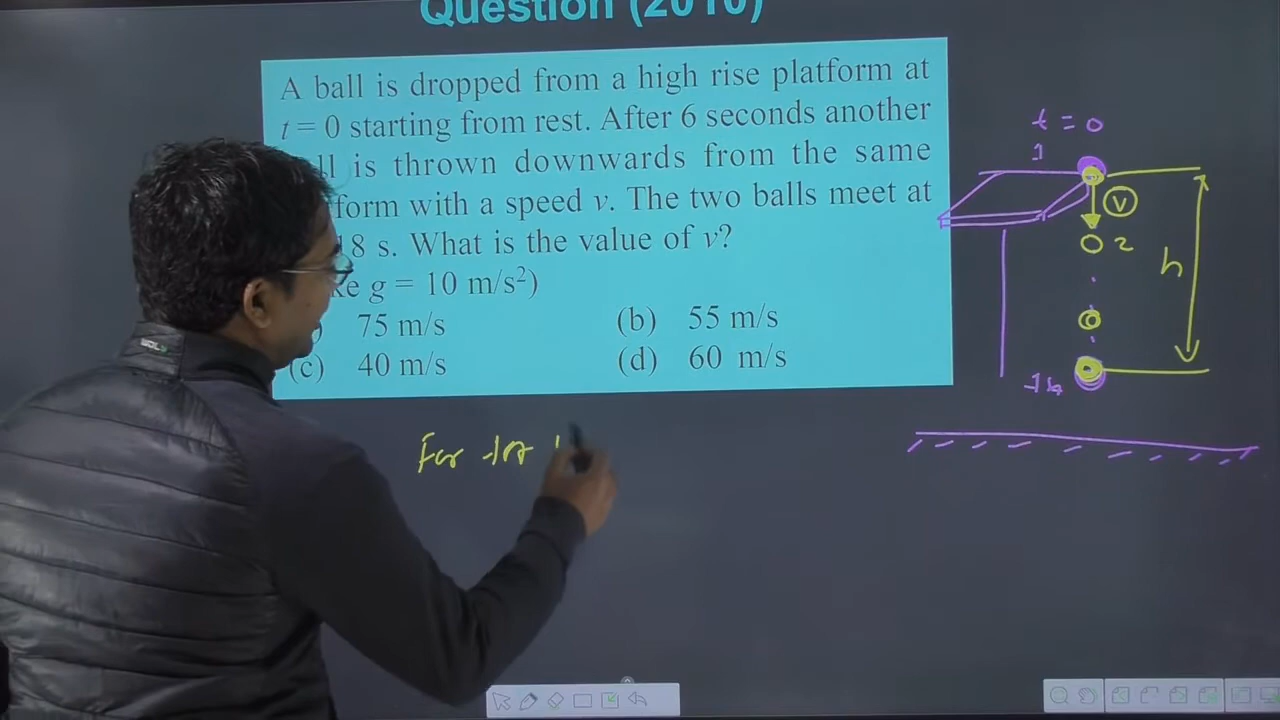 Question (2010)
A ball is dropped from a high rise platform at
t = 0 starting from rest. After 6 seconds another
ll is thrown downwards from the same
form with a speed v. The two balls meet at
18 s. What is the value of v?
ke g = 10 m/s²)
75 m/s
(b) 55 m/s
(c) 40 m/s
(d) 60 m/s
t = 0
1
V
2
h
For 1st